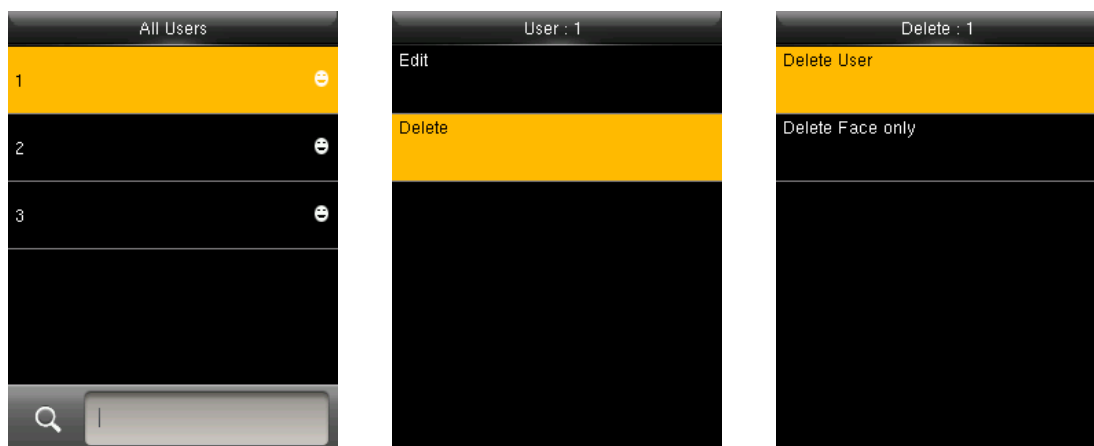 All Users
1
2
3
User : 1
Edit
Delete
Delete : 1
Delete User
Delete Face only